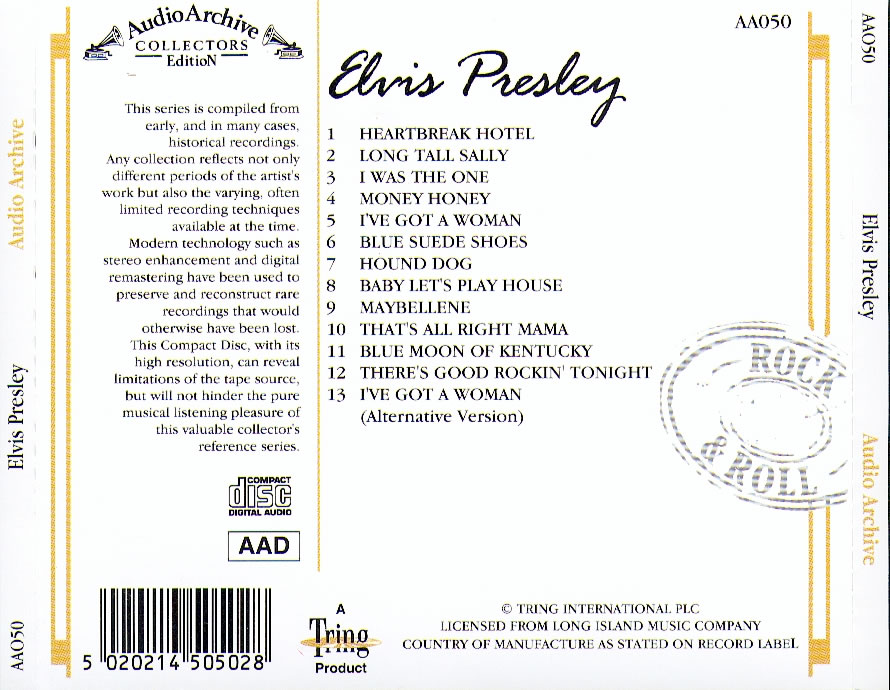 Audio Archive
COLLECTORS
EditioN
This series is compiled from
early, and in many cases,
historical recordings.
Any collection reflects not only
different periods of the artist's
work but also the varying, often
limited recording techniques
available at the time.
Modern technology such as
stereo enhancement and digital
remastering have been used to
preserve and reconstruct rare
recordings that would
otherwise have been lost.
This Compact Disc, with its
high resolution, can reveal
limitations of the tape source,
but will not hinder the pure
musical listening pleasure of
this valuable collector's
reference series.
COMPACT
disc
DIGITAL AUDIO
AAD
5 020214 505028
AA050
Elvis Presley
1 HEARTBREAK HOTEL
2 LONG TALL SALLY
3 I WAS THE ONE
4 MONEY HONEY
5 I'VE GOT A WOMAN
6 BLUE SUEDE SHOES
7 HOUND DOG
8 BABY LET'S PLAY HOUSE
9 MAYBELLENE
10 THAT'S ALL RIGHT MAMA
11 BLUE MOON OF KENTUCKY
12 THERE'S GOOD ROCKIN' TONIGHT
13 I'VE GOT A WOMAN
(Alternative Version)
ROCK
& ROLL
A
Tring
Product
© TRING INTERNATIONAL PLC
LICENSED FROM LONG ISLAND MUSIC COMPANY
COUNTRY OF MANUFACTURE AS STATED ON RECORD LABEL
Audio Archive
Elvis Presley
AA050
AA050
Elvis Presley
Audio Archive